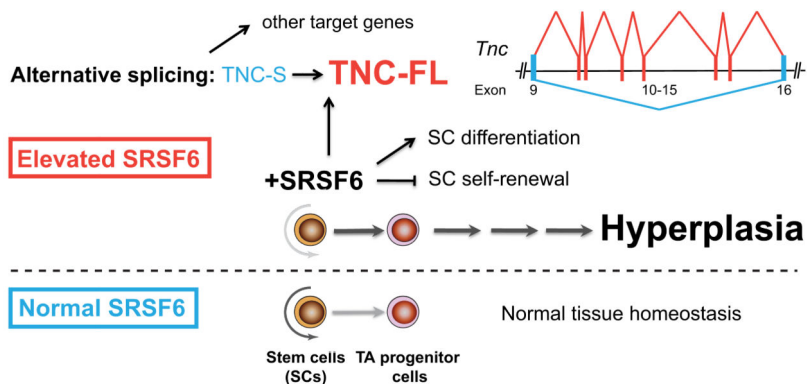 other target genes
Alternative splicing: TNC-S TNC-FL
Tnc
Exon 9 10-15 16
Elevated SRSF6
+SRSF6
SC differentiation
SC self-renewal
Hyperplasia
Normal SRSF6
Normal tissue homeostasis
Stem cells
(SCs)
TA progenitor
cells